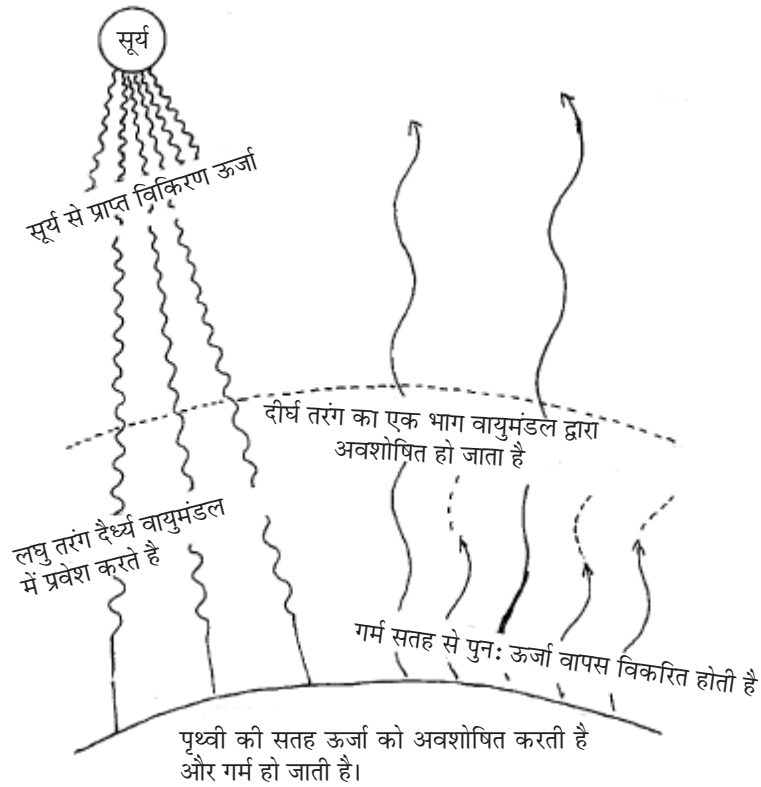 सूर्य
सूर्य से प्राप्त विकिरण ऊर्जा
दीर्घ तरंग का एक भाग वायुमंडल द्वारा
अवशोषित हो जाता है
लघु तरंग दैर्ध्य वायुमंडल
में प्रवेश करते है
गर्म सतह से पुनः ऊर्जा वापस विकरित होती है
पृथ्वी की सतह ऊर्जा को अवशोषित करती है
और गर्म हो जाती है।